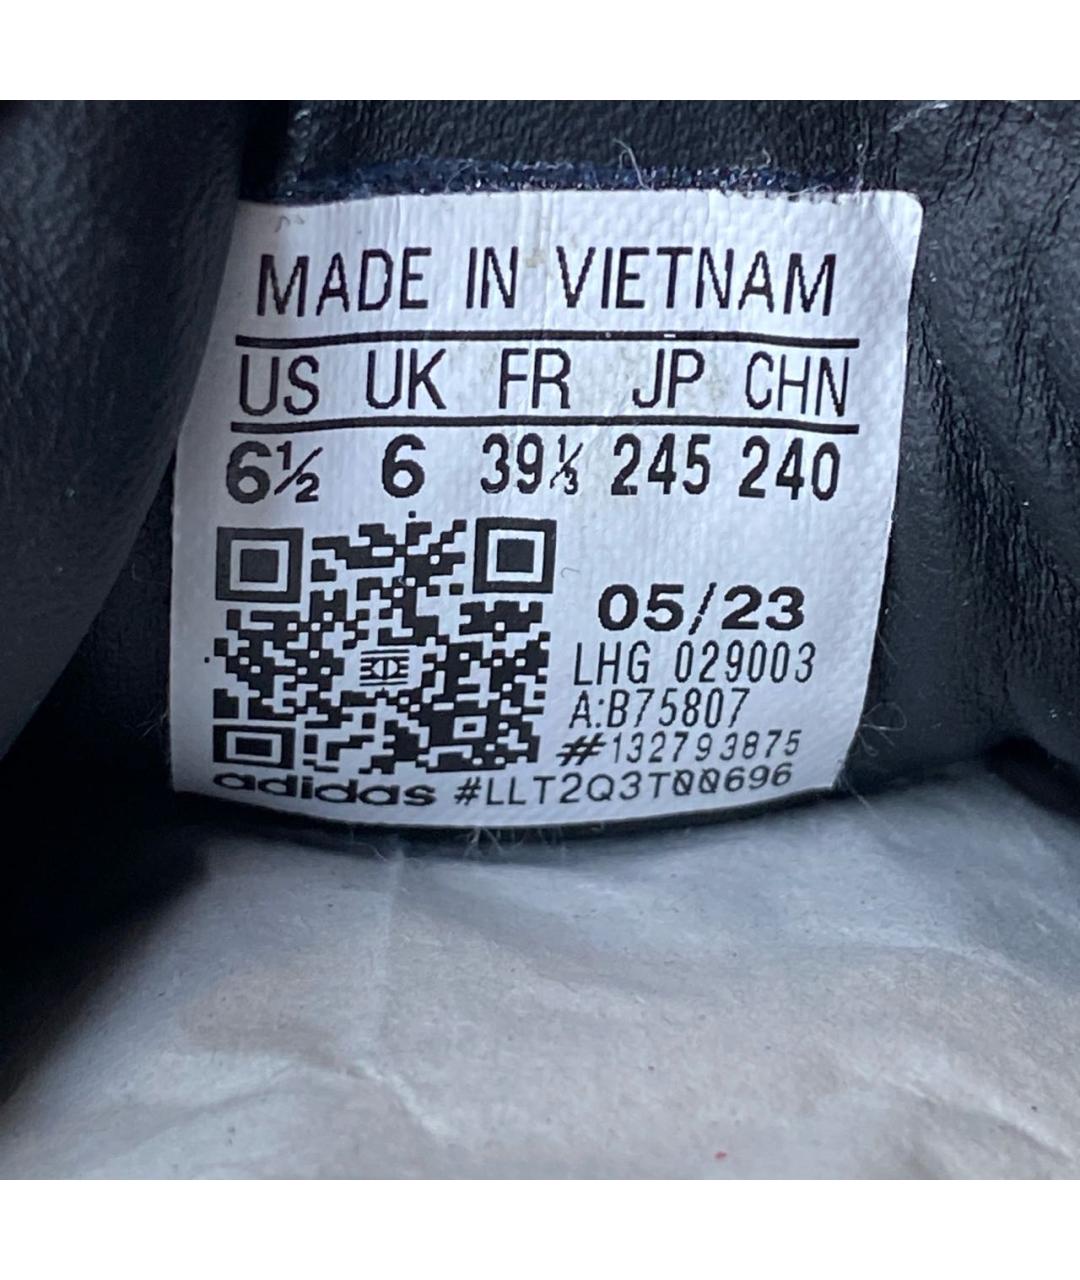 MADE IN VIETNAM
US UK FR JP CHN
6½ 6 39⅓ 245 240
05/23
LHG 029003
A:B75807
#132793875
adidas #LLT2Q3T00696